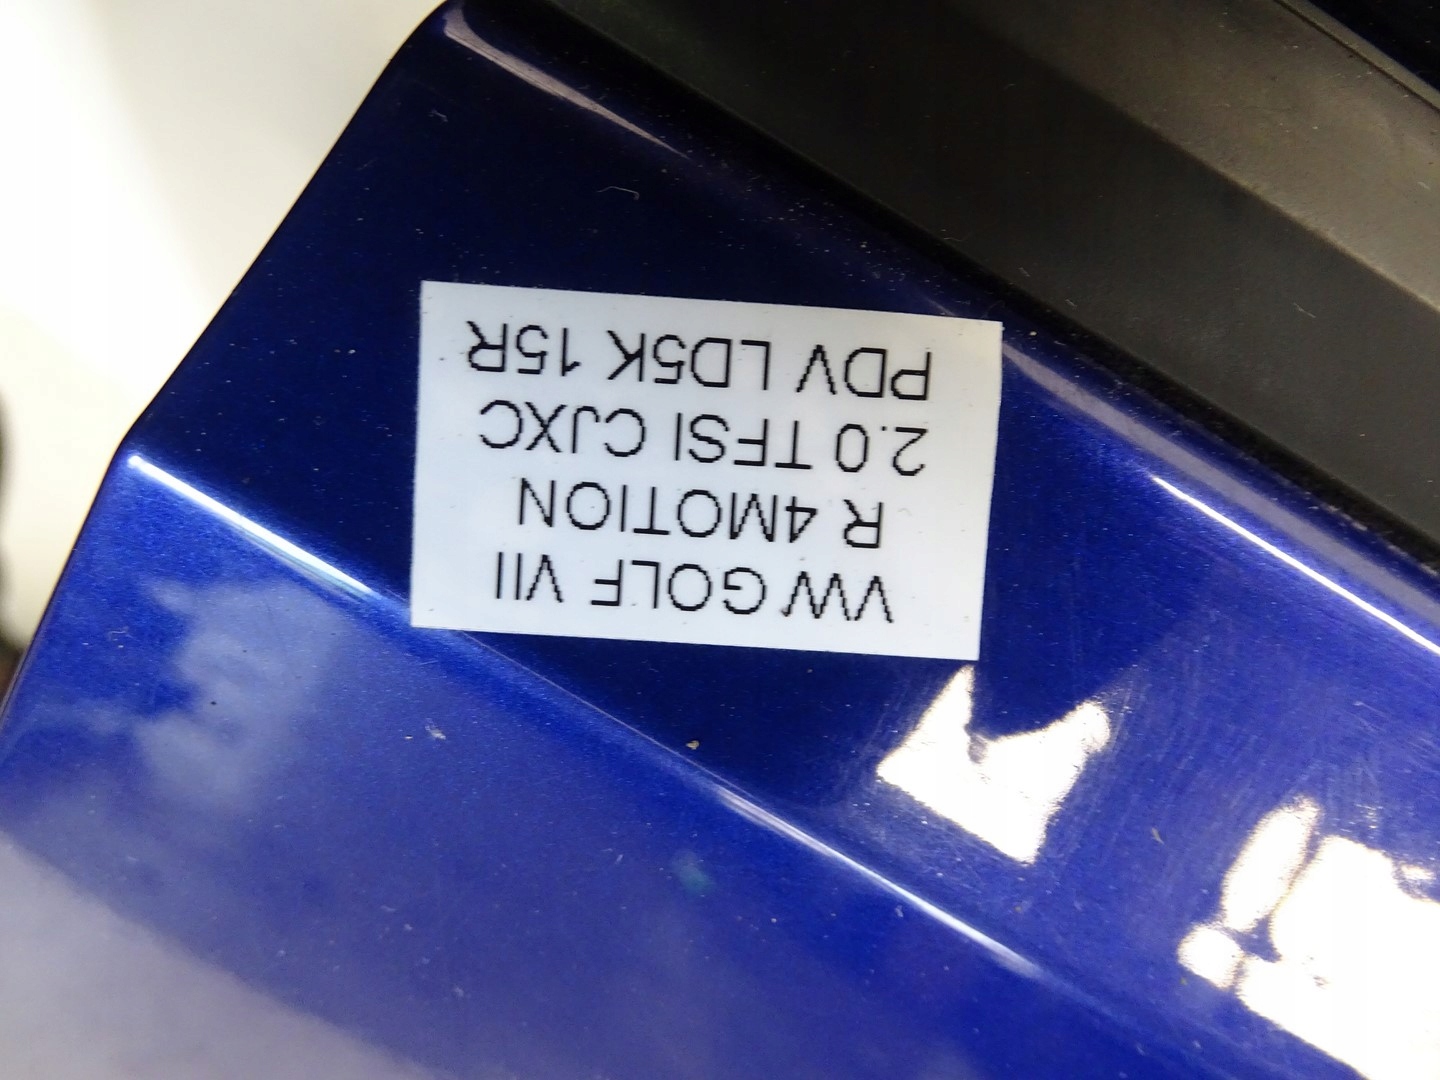 VW GOLF VII
R 4MOTION
2.0 TFSI CJXC
PDV LD5K 15R